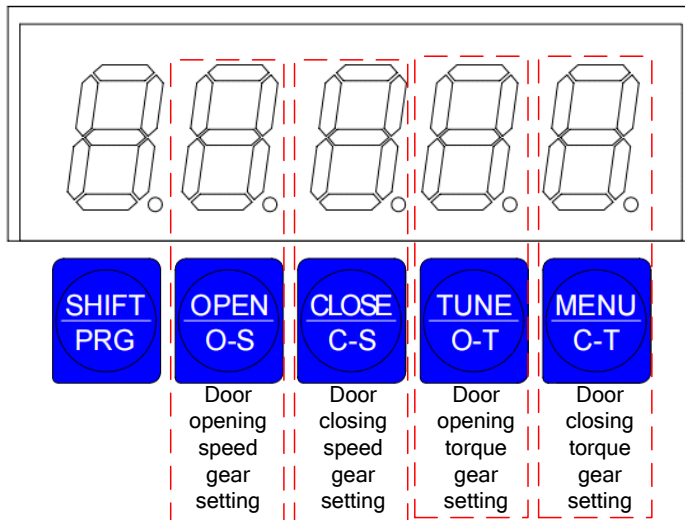 SHIFT
PRG
OPEN
O-S
CLOSE
C-S
TUNE
O-T
MENU
C-T
Door
opening
speed
gear
setting
Door
closing
speed
gear
setting
Door
opening
torque
gear
setting
Door
closing
torque
gear
setting